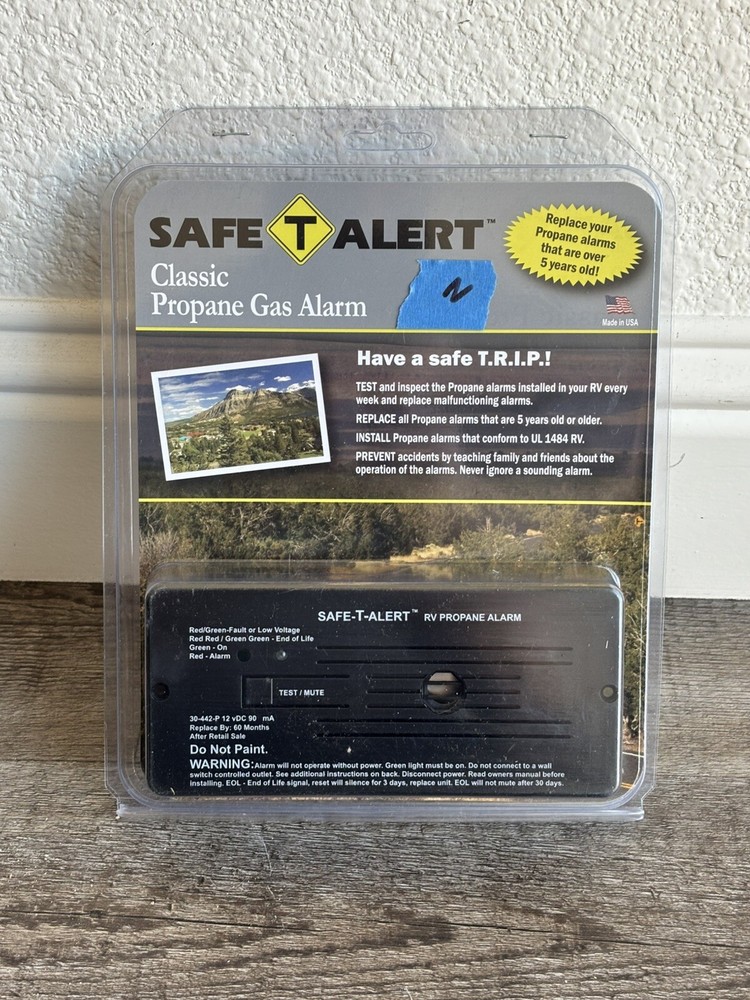 SAFE T ALERT™
Classic
Propane Gas Alarm
N
Replace your
Propane alarms
that are over
5 years old!
Made in USA
Have a safe T.R.I.P.!
TEST and inspect the Propane alarms installed in your RV every
week and replace malfunctioning alarms.
REPLACE all Propane alarms that are 5 years old or older.
INSTALL Propane alarms that conform to UL 1484 RV.
PREVENT accidents by teaching family and friends about the
operation of the alarms. Never ignore a sounding alarm.
SAFE-T-ALERT™ RV PROPANE ALARM
Red/Green-Fault or Low Voltage
Red Red / Green Green - End of Life
Green - On
Red - Alarm
TEST / MUTE
30-442-P 12 vDC 90 mA
Replace By: 60 Months
After Retail Sale
Do Not Paint.
WARNING: Alarm will not operate without power. Green light must be on. Do not connect to a wall
switch controlled outlet. See additional instructions on back. Disconnect power. Read owners manual before
installing. EOL - End of Life signal, reset will silence for 3 days, replace unit. EOL will not mute after 30 days.